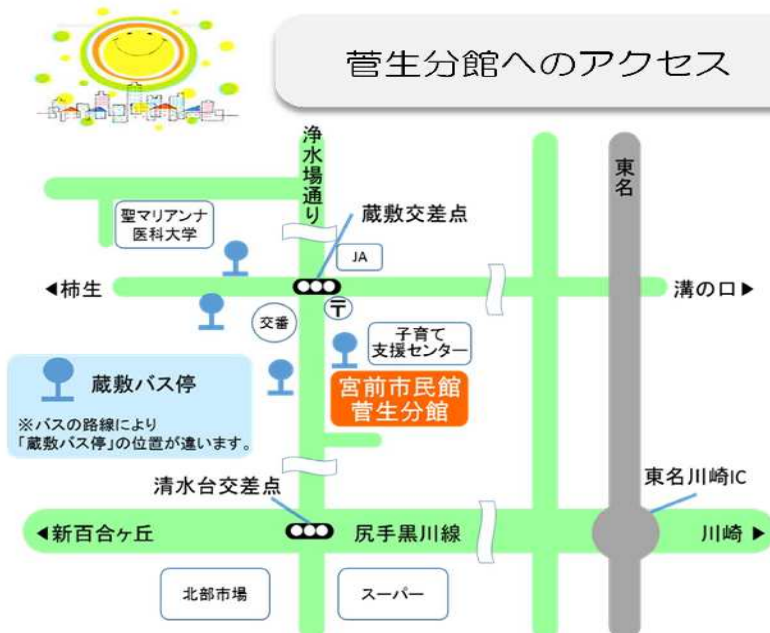 菅生分館へのアクセス
浄水場通り
東名
聖マリアンナ
医科大学
蔵敷交差点
JA
◀柿生
溝の口▶
〒
交番
子育て
支援センター
蔵敷バス停
宮前市民館
菅生分館
※バスの路線により
「蔵敷バス停」の位置が違います。
清水台交差点
東名川崎IC
◀新百合ヶ丘
尻手黒川線
川崎▶
北部市場
スーパー